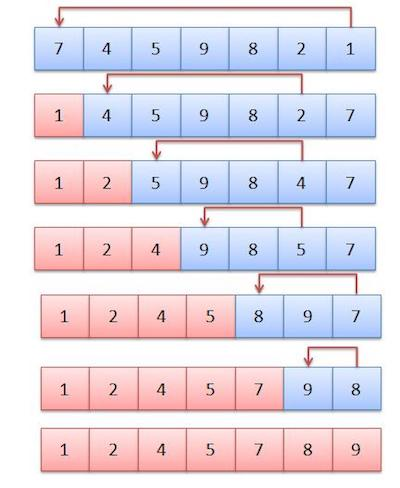 7 4 5 9 8 2 1
1 4 5 9 8 2 7
1 2 5 9 8 4 7
1 2 4 9 8 5 7
1 2 4 5 8 9 7
1 2 4 5 7 9 8
1 2 4 5 7 8 9